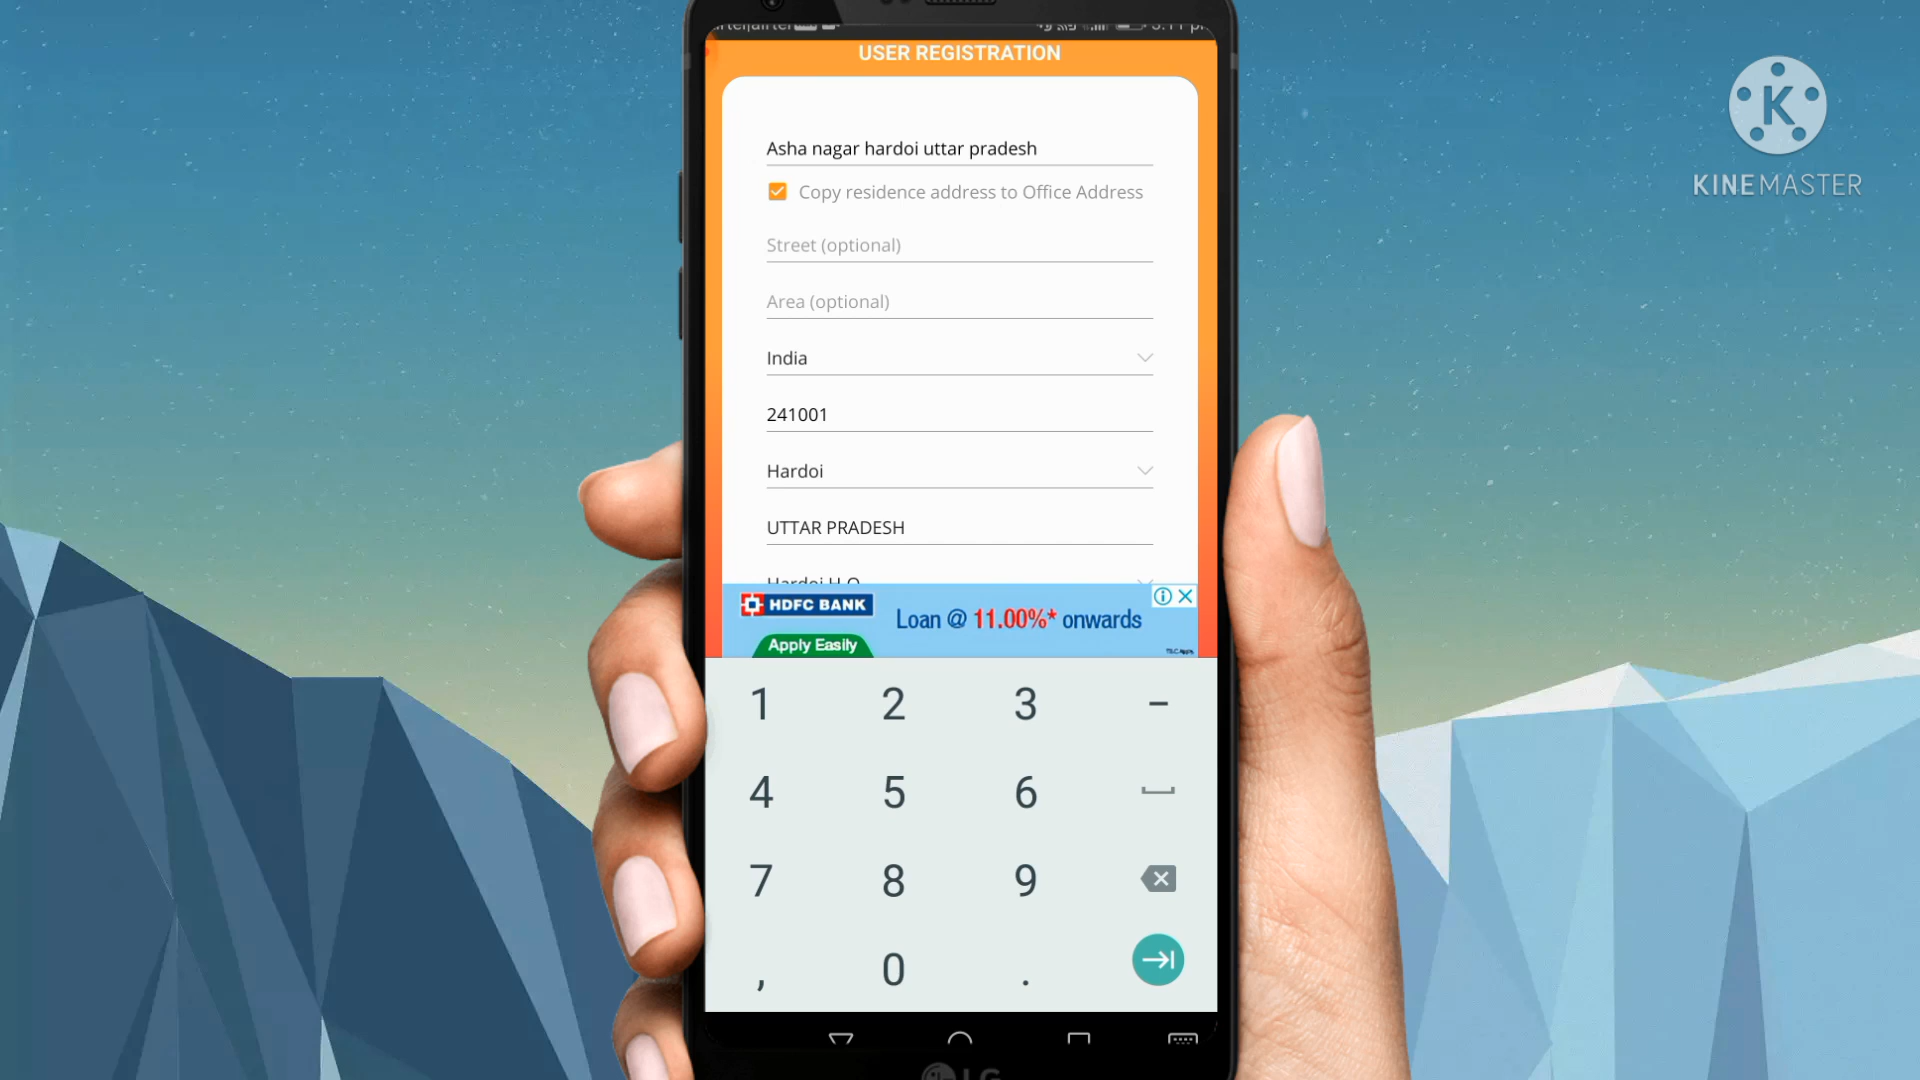 USER REGISTRATION
Asha nagar hardoi uttar pradesh
Copy residence address to Office Address
Street (optional)
Area (optional)
India
241001
Hardoi
UTTAR PRADESH
Hardoi H.O
HDFC BANK
Loan @ 11.00%* onwards
Apply Easily
1 2 3 -
4 5 6
7 8 9
, 0 .
LG
K
KINEMASTER